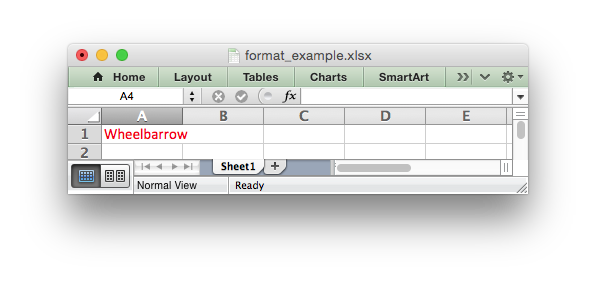 format_example.xlsx
Home Layout Tables Charts SmartArt
A4 fx
A B C D E
1 Wheelbarrow
2
Sheet1 +
Normal View Ready